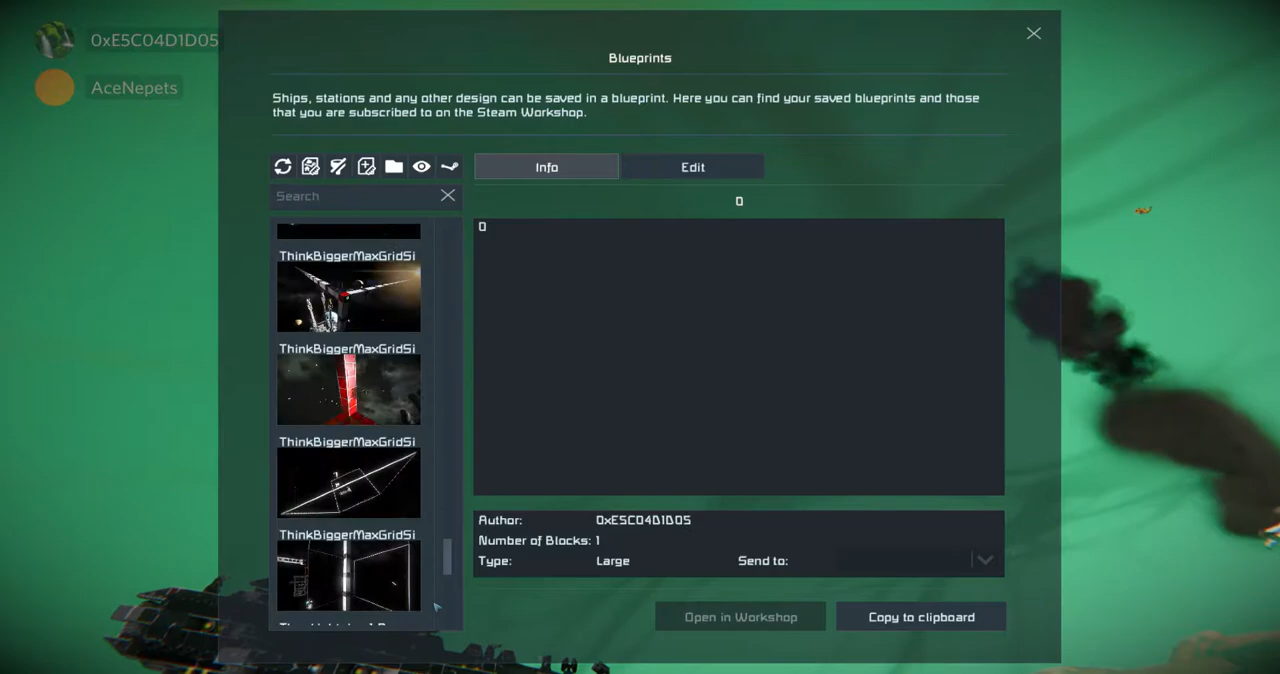 0xE5C04D1D05
AceNepets
Blueprints
Ships, stations and any other design can be saved in a blueprint. Here you can find your saved blueprints and those
that you are subscribed to on the Steam Workshop.
Info
Edit
Search
0
0
ThinkBiggerMaxGridSi
ThinkBiggerMaxGridSi
ThinkBiggerMaxGridSi
ThinkBiggerMaxGridSi
Author: 0xE5C04D1D05
Number of Blocks: 1
Type: Large Send to:
Open in Workshop
Copy to clipboard